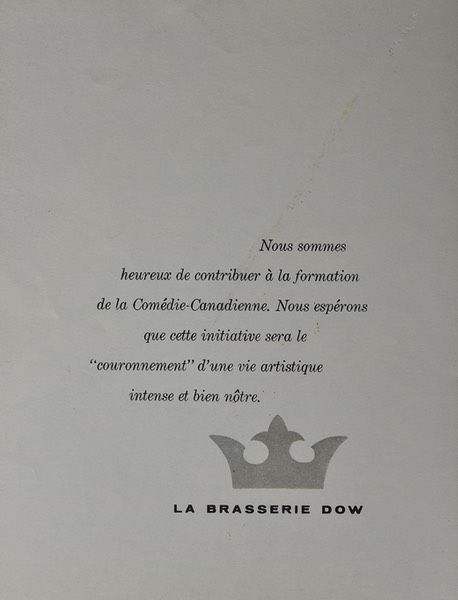 Nous sommes
heureux de contribuer à la formation
de la Comédie-Canadienne. Nous espérons
que cette initiative sera le
“couronnement” d’une vie artistique
intense et bien nôtre.
LA BRASSERIE DOW